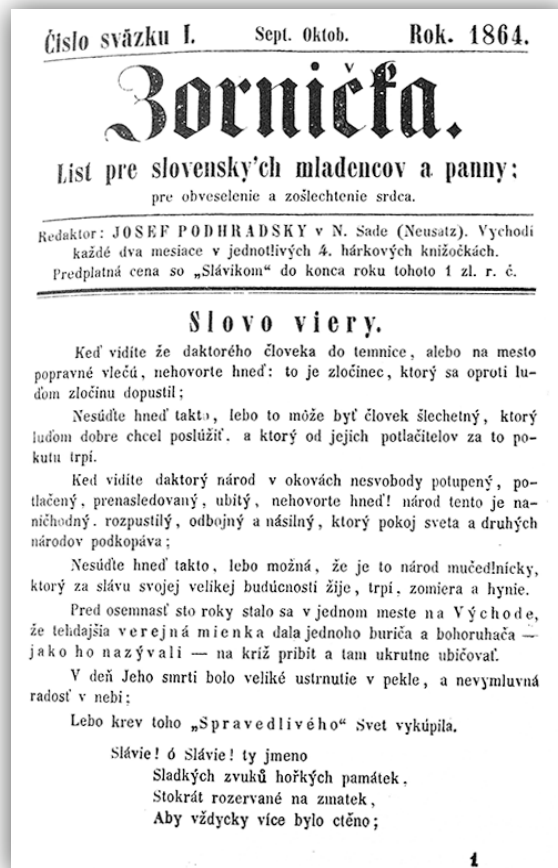 Číslo sväzku I. Sept. Oktob. Rok. 1864.
Zornička.
List pre slovensky'ch mladencov a panny;
pre obveselenie a zošlechtenie srdca.
Redaktor: JOSEF PODHRADSKY v N. Sade (Neusatz). Vychodí
každé dva mesiace v jednotlivých 4. hárkových knižočkách.
Predplatná cena so „Slávikom“ do konca roku tohoto 1 zl. r. č.
Slovo viery.
Keď vidíte že daktorého človeka do temnice, alebo na mesto
popravné vlečú, nehovorte hneď: to je zločinec, ktorý sa oproti lu-
ďom zločinu dopustil;
Nesúďte hneď takto, lebo to môže byť človek šlechetný, ktorý
luďom dobre chcel poslúžiť. a ktorý od jejich potlačitelov za to po-
kutu trpí.
Keď vidíte daktorý národ v okovách nesvobody potupený, po-
tlačený, prenasledovaný, ubitý, nehovorte hneď! národ tento je na-
ničhodný. rozpustilý, odbojný a násilný, ktorý pokoj sveta a druhých
národov podkopáva;
Nesúďte hneď takto, lebo možná, že je to národ mučedlnícky,
ktorý za slávu svojej velikej budúcnosti žije, trpí, zomiera a hynie.
Pred osemnasť sto roky stalo sa v jednom meste na Východe,
že tehdajšia verejná mienka dala jednoho buriča a bohoruhača —
jako ho nazývali — na kríž pribit a tam ukrutne ubičovať.
V deň Jeho smrti bolo veliké ustrnutie v pekle, a nevymluvná
radosť v nebi;
Lebo krev toho „Spravedlivého“ Svet vykúpila.
Slávie! ó Slávie! ty jmeno
Sladkých zvuků hořkých památek,
Stokrát rozervané na zmatek,
Aby vždycky více bylo ctěno;
1